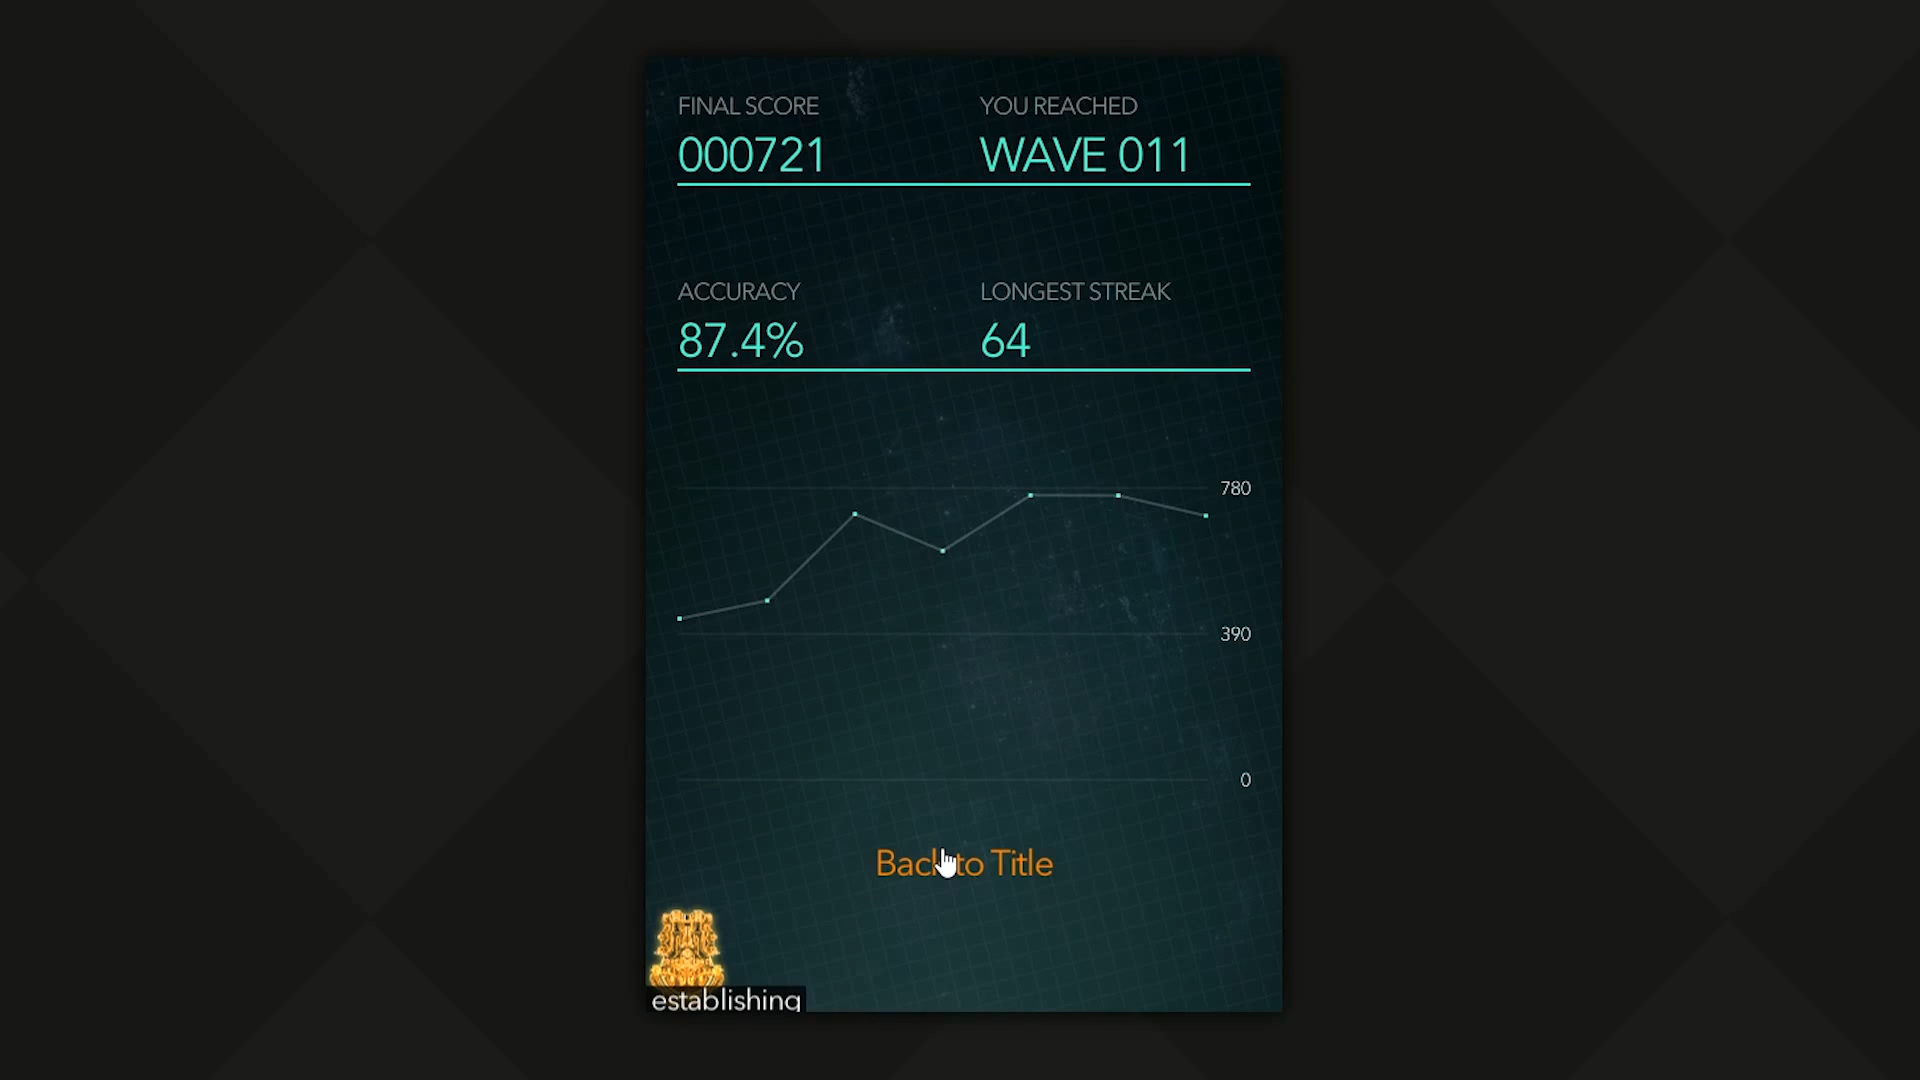 FINAL SCORE
000721
YOU REACHED
WAVE 011
ACCURACY
87.4%
LONGEST STREAK
64
780
390
0
Back to Title
establishing